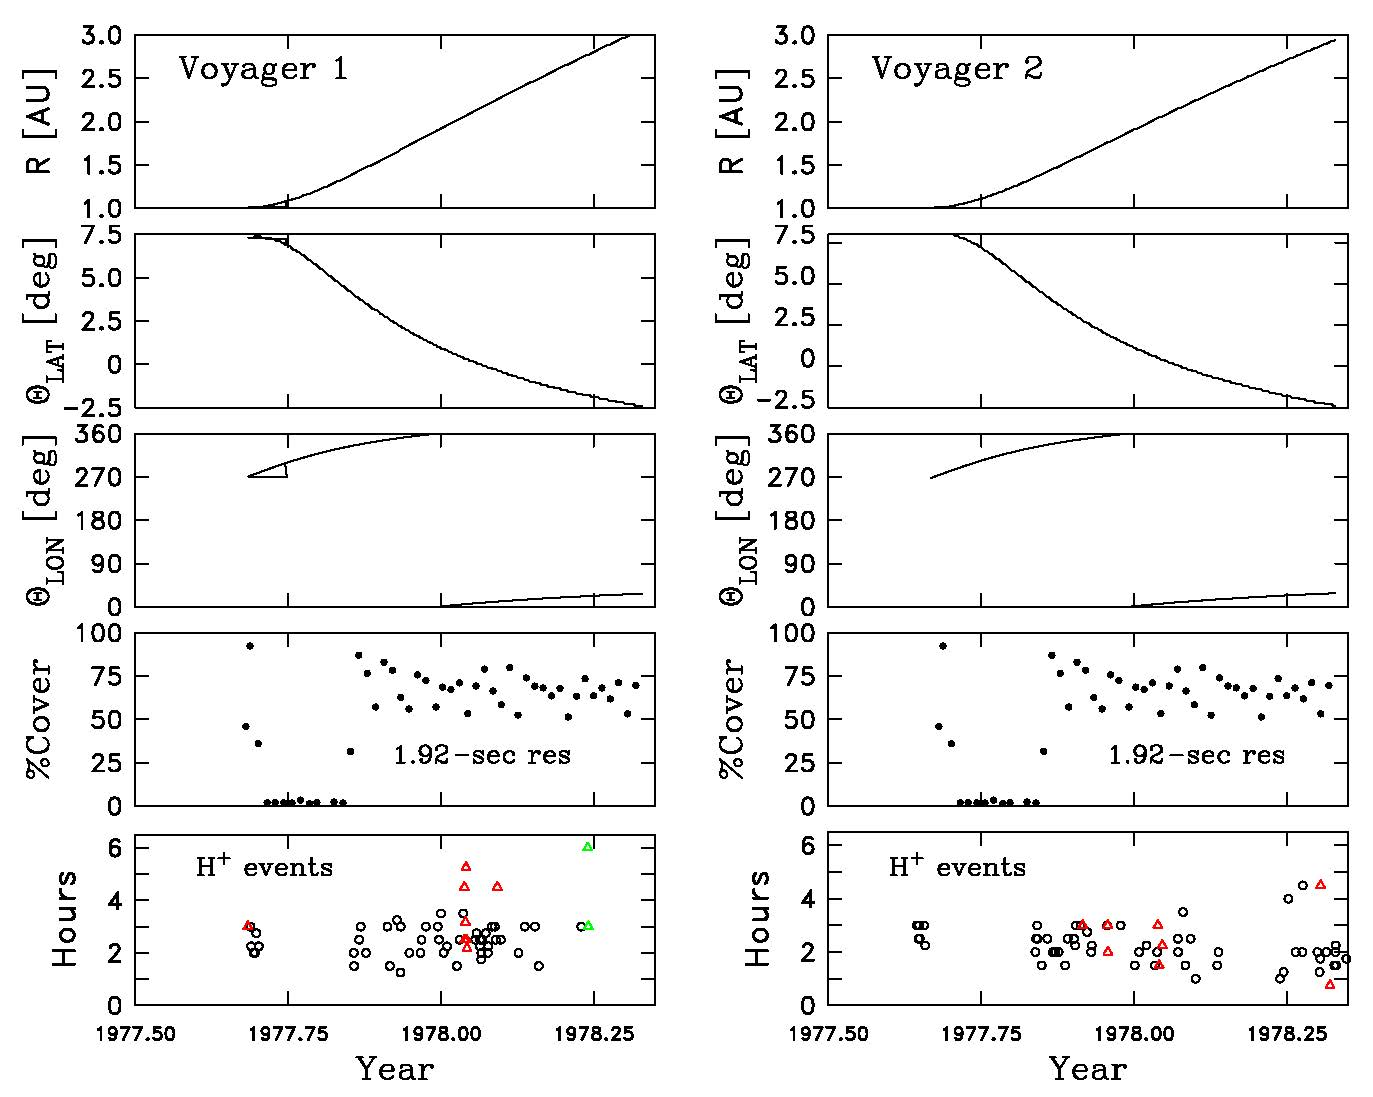 Voyager 1
R [AU]
3.0
2.5
2.0
1.5
1.0
Θ_LAT [deg]
7.5
5.0
2.5
0
−2.5
Θ_LON [deg]
360
270
180
90
0
%Cover
100
75
50
25
0
1.92−sec res
Hours
6
4
2
0
H⁺ events
1977.50 1977.75 1978.00 1978.25
Year
Voyager 2
R [AU]
3.0
2.5
2.0
1.5
1.0
Θ_LAT [deg]
7.5
5.0
2.5
0
−2.5
Θ_LON [deg]
360
270
180
90
0
%Cover
100
75
50
25
0
1.92−sec res
Hours
6
4
2
0
H⁺ events
1977.50 1977.75 1978.00 1978.25
Year